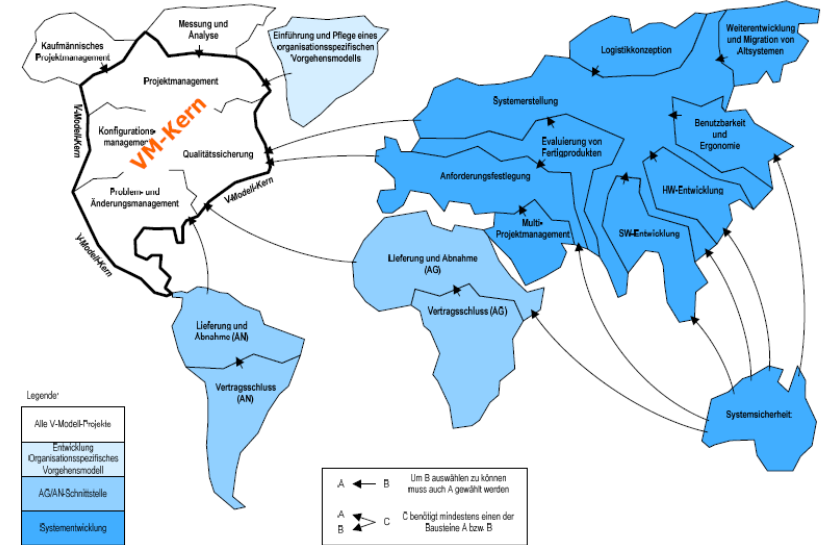 Kaufmännisches
Projektmanagement
Messung und
Analyse
Einführung und Pflege eines
organisationsspezifischen
Vorgehensmodells
Projektmanagement
V-Modell-Kern
Konfigurations-
management
VM-Kern
Qualitätssicherung
Problem- und
Änderungsmanagement
V-Modell-Kern
V-Modell-Kern
Logistikkonzeption
Weiterentwicklung
und Migration von
Altsystemen
Systemerstellung
Benutzbarkeit
und
Ergonomie
Evaluierung von
Fertigprodukten
Anforderungsfestlegung
HW-Entwicklung
Multi-
Projektmanagement
SW-Entwicklung
Lieferung und Abnahme
(AG)
Vertragsschluss (AG)
Lieferung und
Abnahme (AN)
Vertragsschluss
(AN)
Systemsicherheit
Legende:
Alle V-Modell-Projekte
Entwicklung
Organisationsspezifisches
Vorgehensmodell
AG/AN-Schnittstelle
Systementwicklung
A B Um B auswählen zu können
muss auch A gewählt werden
A
B C C benötigt mindestens einen der
Bausteine A bzw. B